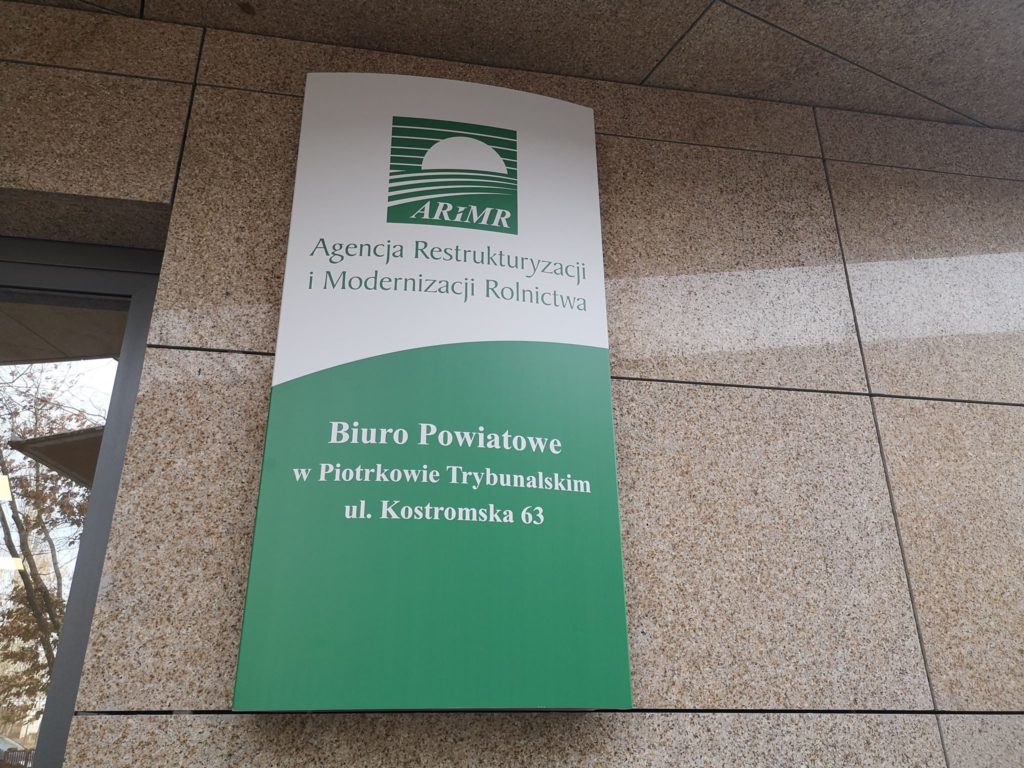 ARiMR
Agencja Restrukturyzacji
i Modernizacji Rolnictwa
Biuro Powiatowe
w Piotrkowie Trybunalskim
ul. Kostromska 63